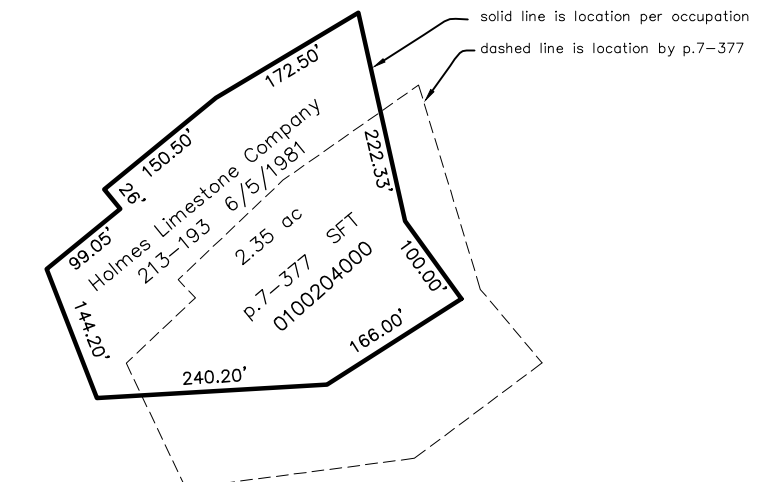 solid line is location per occupation
dashed line is location by p.7-377
172.50'
150.50'
26'
99.05'
222.33'
Holmes Limestone Company
213-193 6/5/1981
2.35 ac
p.7-377 SFT
0100204000
100.00'
144.20'
166.00'
240.20'